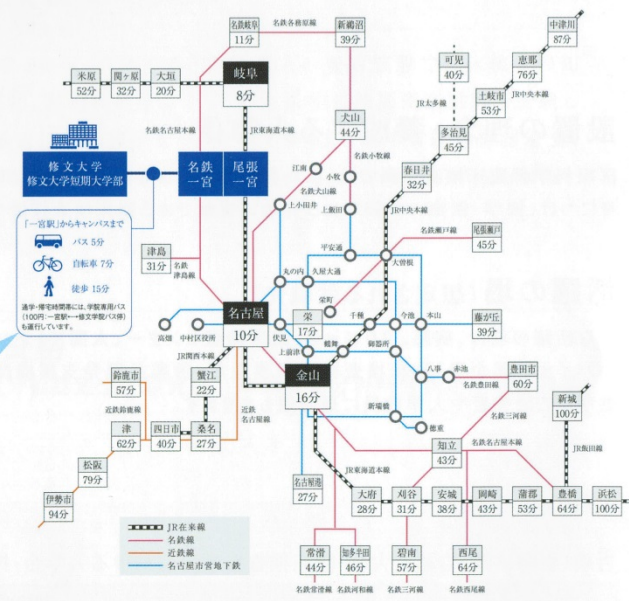 名鉄岐阜
11分
名鉄各務原線
新鵜沼
39分
中津川
87分
可児
40分
恵那
76分
米原
52分
関ヶ原
32分
大垣
20分
岐阜
8分
犬山
44分
JR太多線
土岐市
53分
JR中央本線
多治見
45分
名鉄名古屋本線
JR東海道本線
名鉄小牧線
春日井
32分
修文大学
修文大学短期大学部
名鉄
一宮
尾張
一宮
江南
小牧
名鉄犬山線
上小田井
上飯田
JR中央本線
「一宮駅」からキャンパスまで
バス 5分
自転車 7分
徒歩 15分
通学・帰宅時間帯には、学院専用バス
(100円:一宮駅⟷修文学院バス停)
も運行しています。
津島
31分
名鉄
津島線
平安通
大曽根
名鉄瀬戸線
尾張瀬戸
45分
丸の内
久屋大通
名古屋
10分
栄町
栄
17分
千種
今池
本山
藤が丘
39分
高畑
中村区役所
伏見
上前津
鶴舞
御器所
JR関西本線
金山
16分
八事
赤池
名鉄豊田線
豊田市
60分
鈴鹿市
57分
近鉄鈴鹿線
蟹江
22分
近鉄
名古屋線
津
62分
四日市
40分
桑名
27分
新瑞橋
徳重
名鉄三河線
新城
100分
松阪
79分
伊勢市
94分
名古屋港
27分
知立
43分
名鉄名古屋本線
JR飯田線
JR東海道本線
大府
28分
刈谷
31分
安城
38分
岡崎
43分
蒲郡
53分
豊橋
64分
浜松
100分
JR在来線
名鉄線
近鉄線
名古屋市営地下鉄
常滑
44分
知多半田
46分
碧南
57分
西尾
64分
名鉄常滑線
名鉄河和線
名鉄三河線
名鉄西尾線